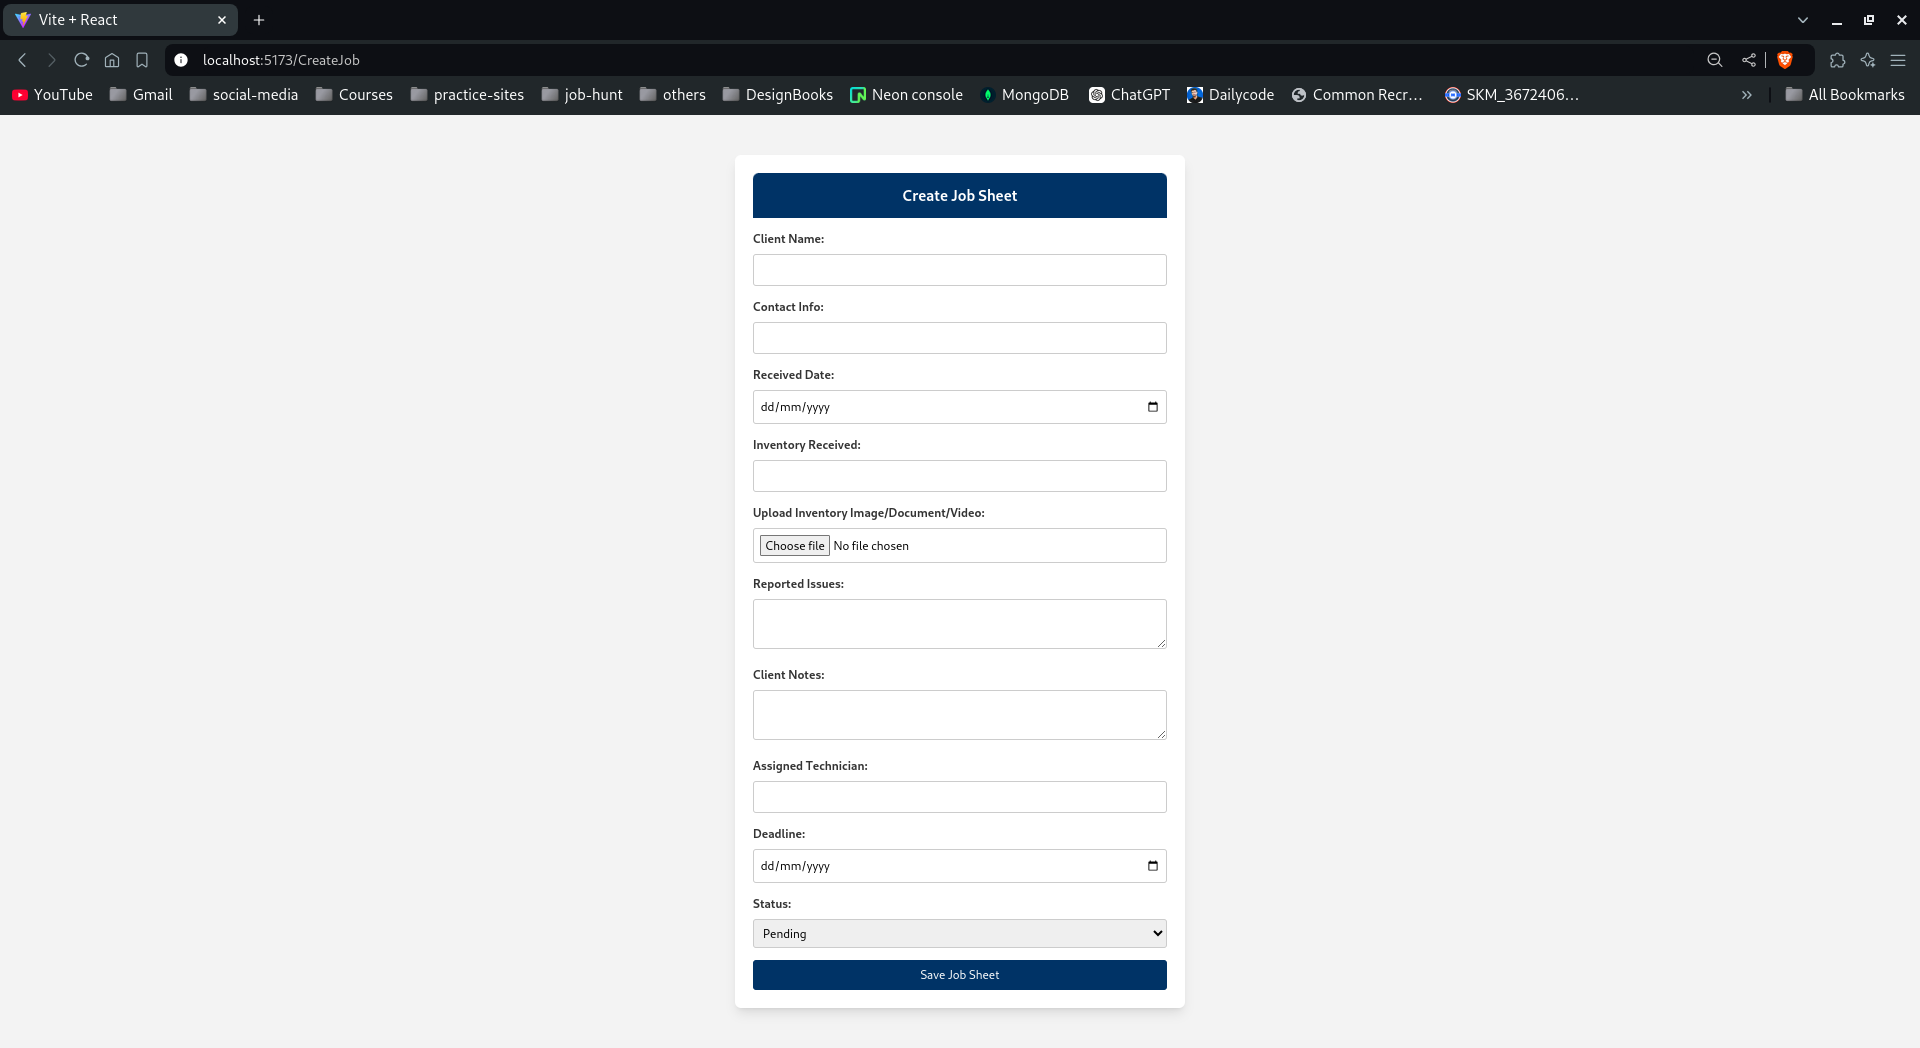 Vite + React
localhost:5173/CreateJob
YouTube Gmail social-media Courses practice-sites job-hunt others DesignBooks Neon console MongoDB ChatGPT Dailycode Common Recr... SKM_3672406... » All Bookmarks
Create Job Sheet
Client Name:
Contact Info:
Received Date:
dd/mm/yyyy
Inventory Received:
Upload Inventory Image/Document/Video:
Choose file No file chosen
Reported Issues:
Client Notes:
Assigned Technician:
Deadline:
dd/mm/yyyy
Status:
Pending
Save Job Sheet